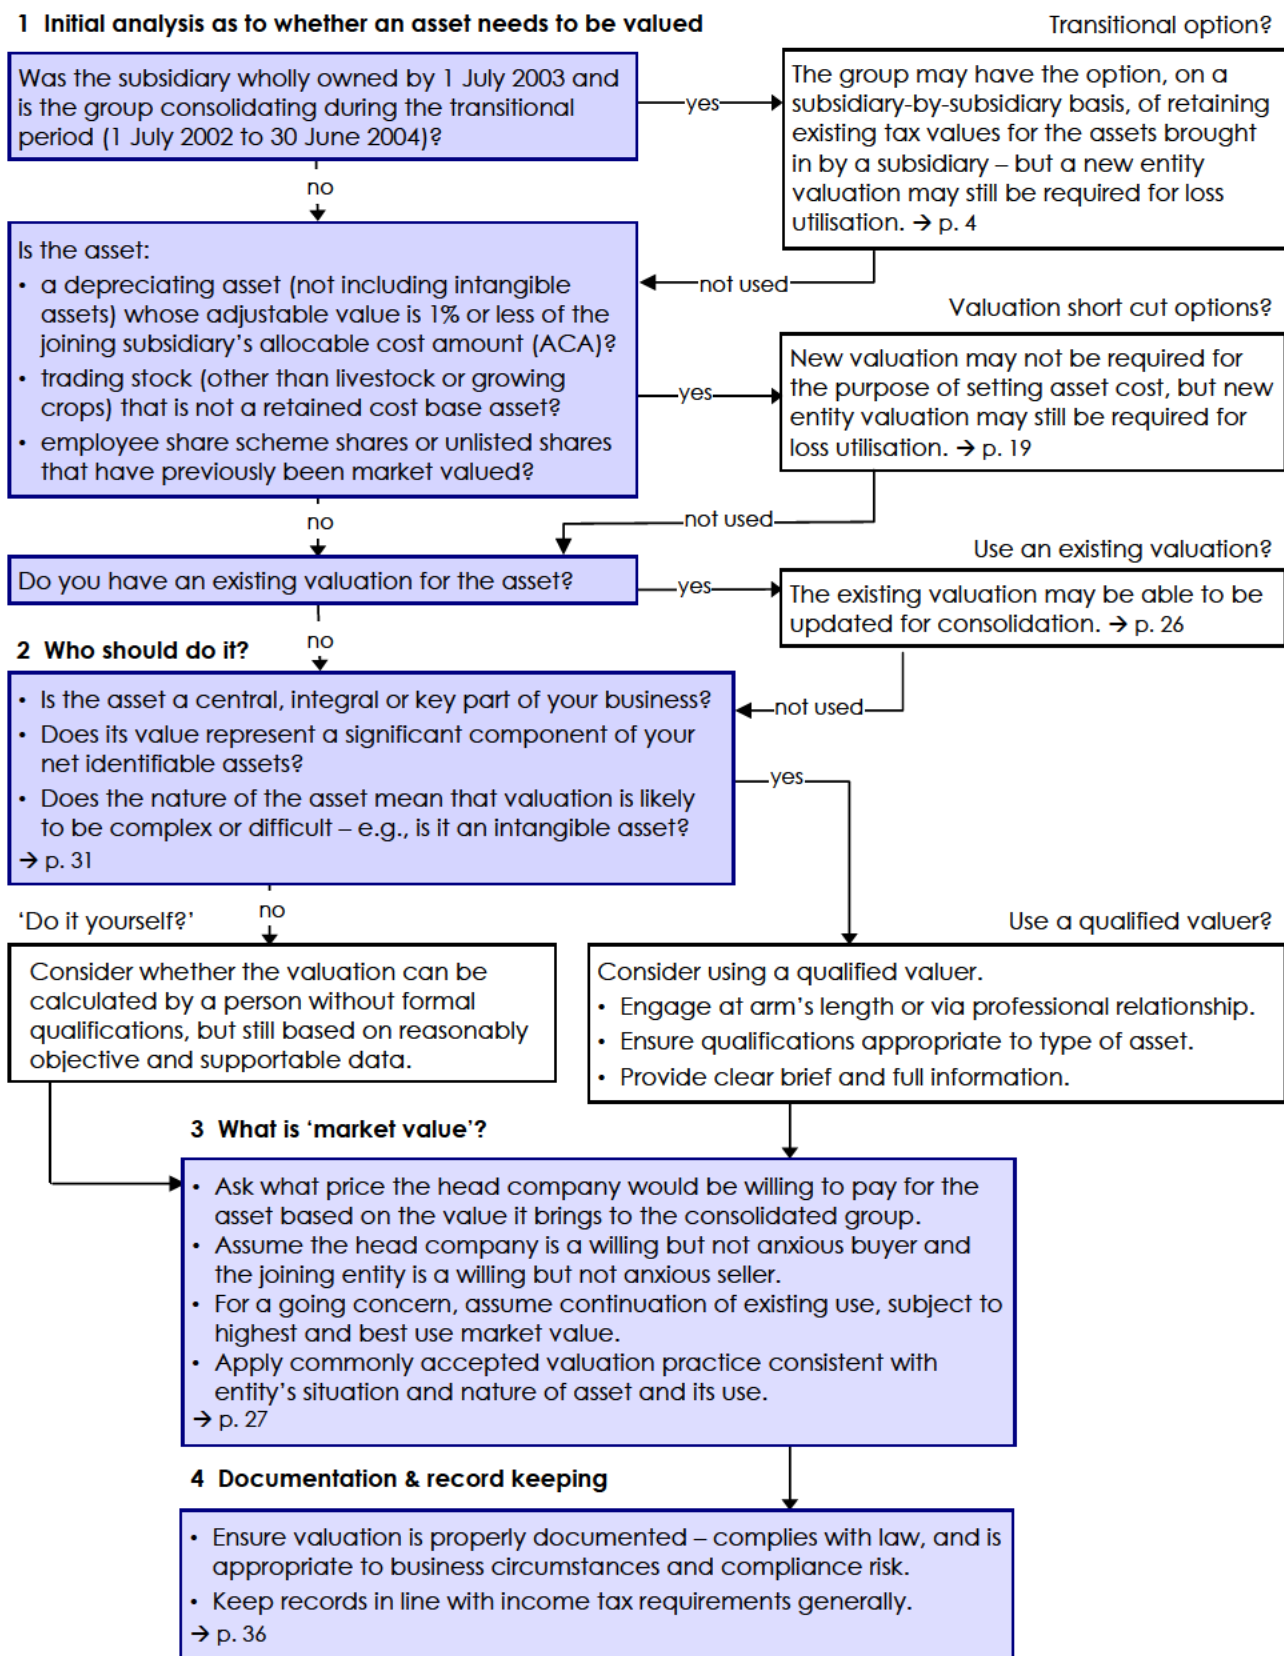 1 Initial analysis as to whether an asset needs to be valued
Transitional option?
Was the subsidiary wholly owned by 1 July 2003 and
is the group consolidating during the transitional
period (1 July 2002 to 30 June 2004)?
yes
The group may have the option, on a
subsidiary-by-subsidiary basis, of retaining
existing tax values for the assets brought
in by a subsidiary – but a new entity
valuation may still be required for loss
utilisation. → p. 4
no
not used
Is the asset:
• a depreciating asset (not including intangible
assets) whose adjustable value is 1% or less of the
joining subsidiary's allocable cost amount (ACA)?
• trading stock (other than livestock or growing
crops) that is not a retained cost base asset?
• employee share scheme shares or unlisted shares
that have previously been market valued?
Valuation short cut options?
yes
New valuation may not be required for
the purpose of setting asset cost, but new
entity valuation may still be required for
loss utilisation. → p. 19
no
not used
Do you have an existing valuation for the asset?
Use an existing valuation?
yes
The existing valuation may be able to be
updated for consolidation. → p. 26
no
2 Who should do it?
not used
• Is the asset a central, integral or key part of your business?
• Does its value represent a significant component of your
net identifiable assets?
• Does the nature of the asset mean that valuation is likely
to be complex or difficult – e.g., is it an intangible asset?
→ p. 31
yes
no
'Do it yourself?'
Consider whether the valuation can be
calculated by a person without formal
qualifications, but still based on reasonably
objective and supportable data.
Use a qualified valuer?
Consider using a qualified valuer.
• Engage at arm's length or via professional relationship.
• Ensure qualifications appropriate to type of asset.
• Provide clear brief and full information.
3 What is 'market value'?
• Ask what price the head company would be willing to pay for the
asset based on the value it brings to the consolidated group.
• Assume the head company is a willing but not anxious buyer and
the joining entity is a willing but not anxious seller.
• For a going concern, assume continuation of existing use, subject to
highest and best use market value.
• Apply commonly accepted valuation practice consistent with
entity's situation and nature of asset and its use.
→ p. 27
4 Documentation & record keeping
• Ensure valuation is properly documented – complies with law, and is
appropriate to business circumstances and compliance risk.
• Keep records in line with income tax requirements generally.
→ p. 36